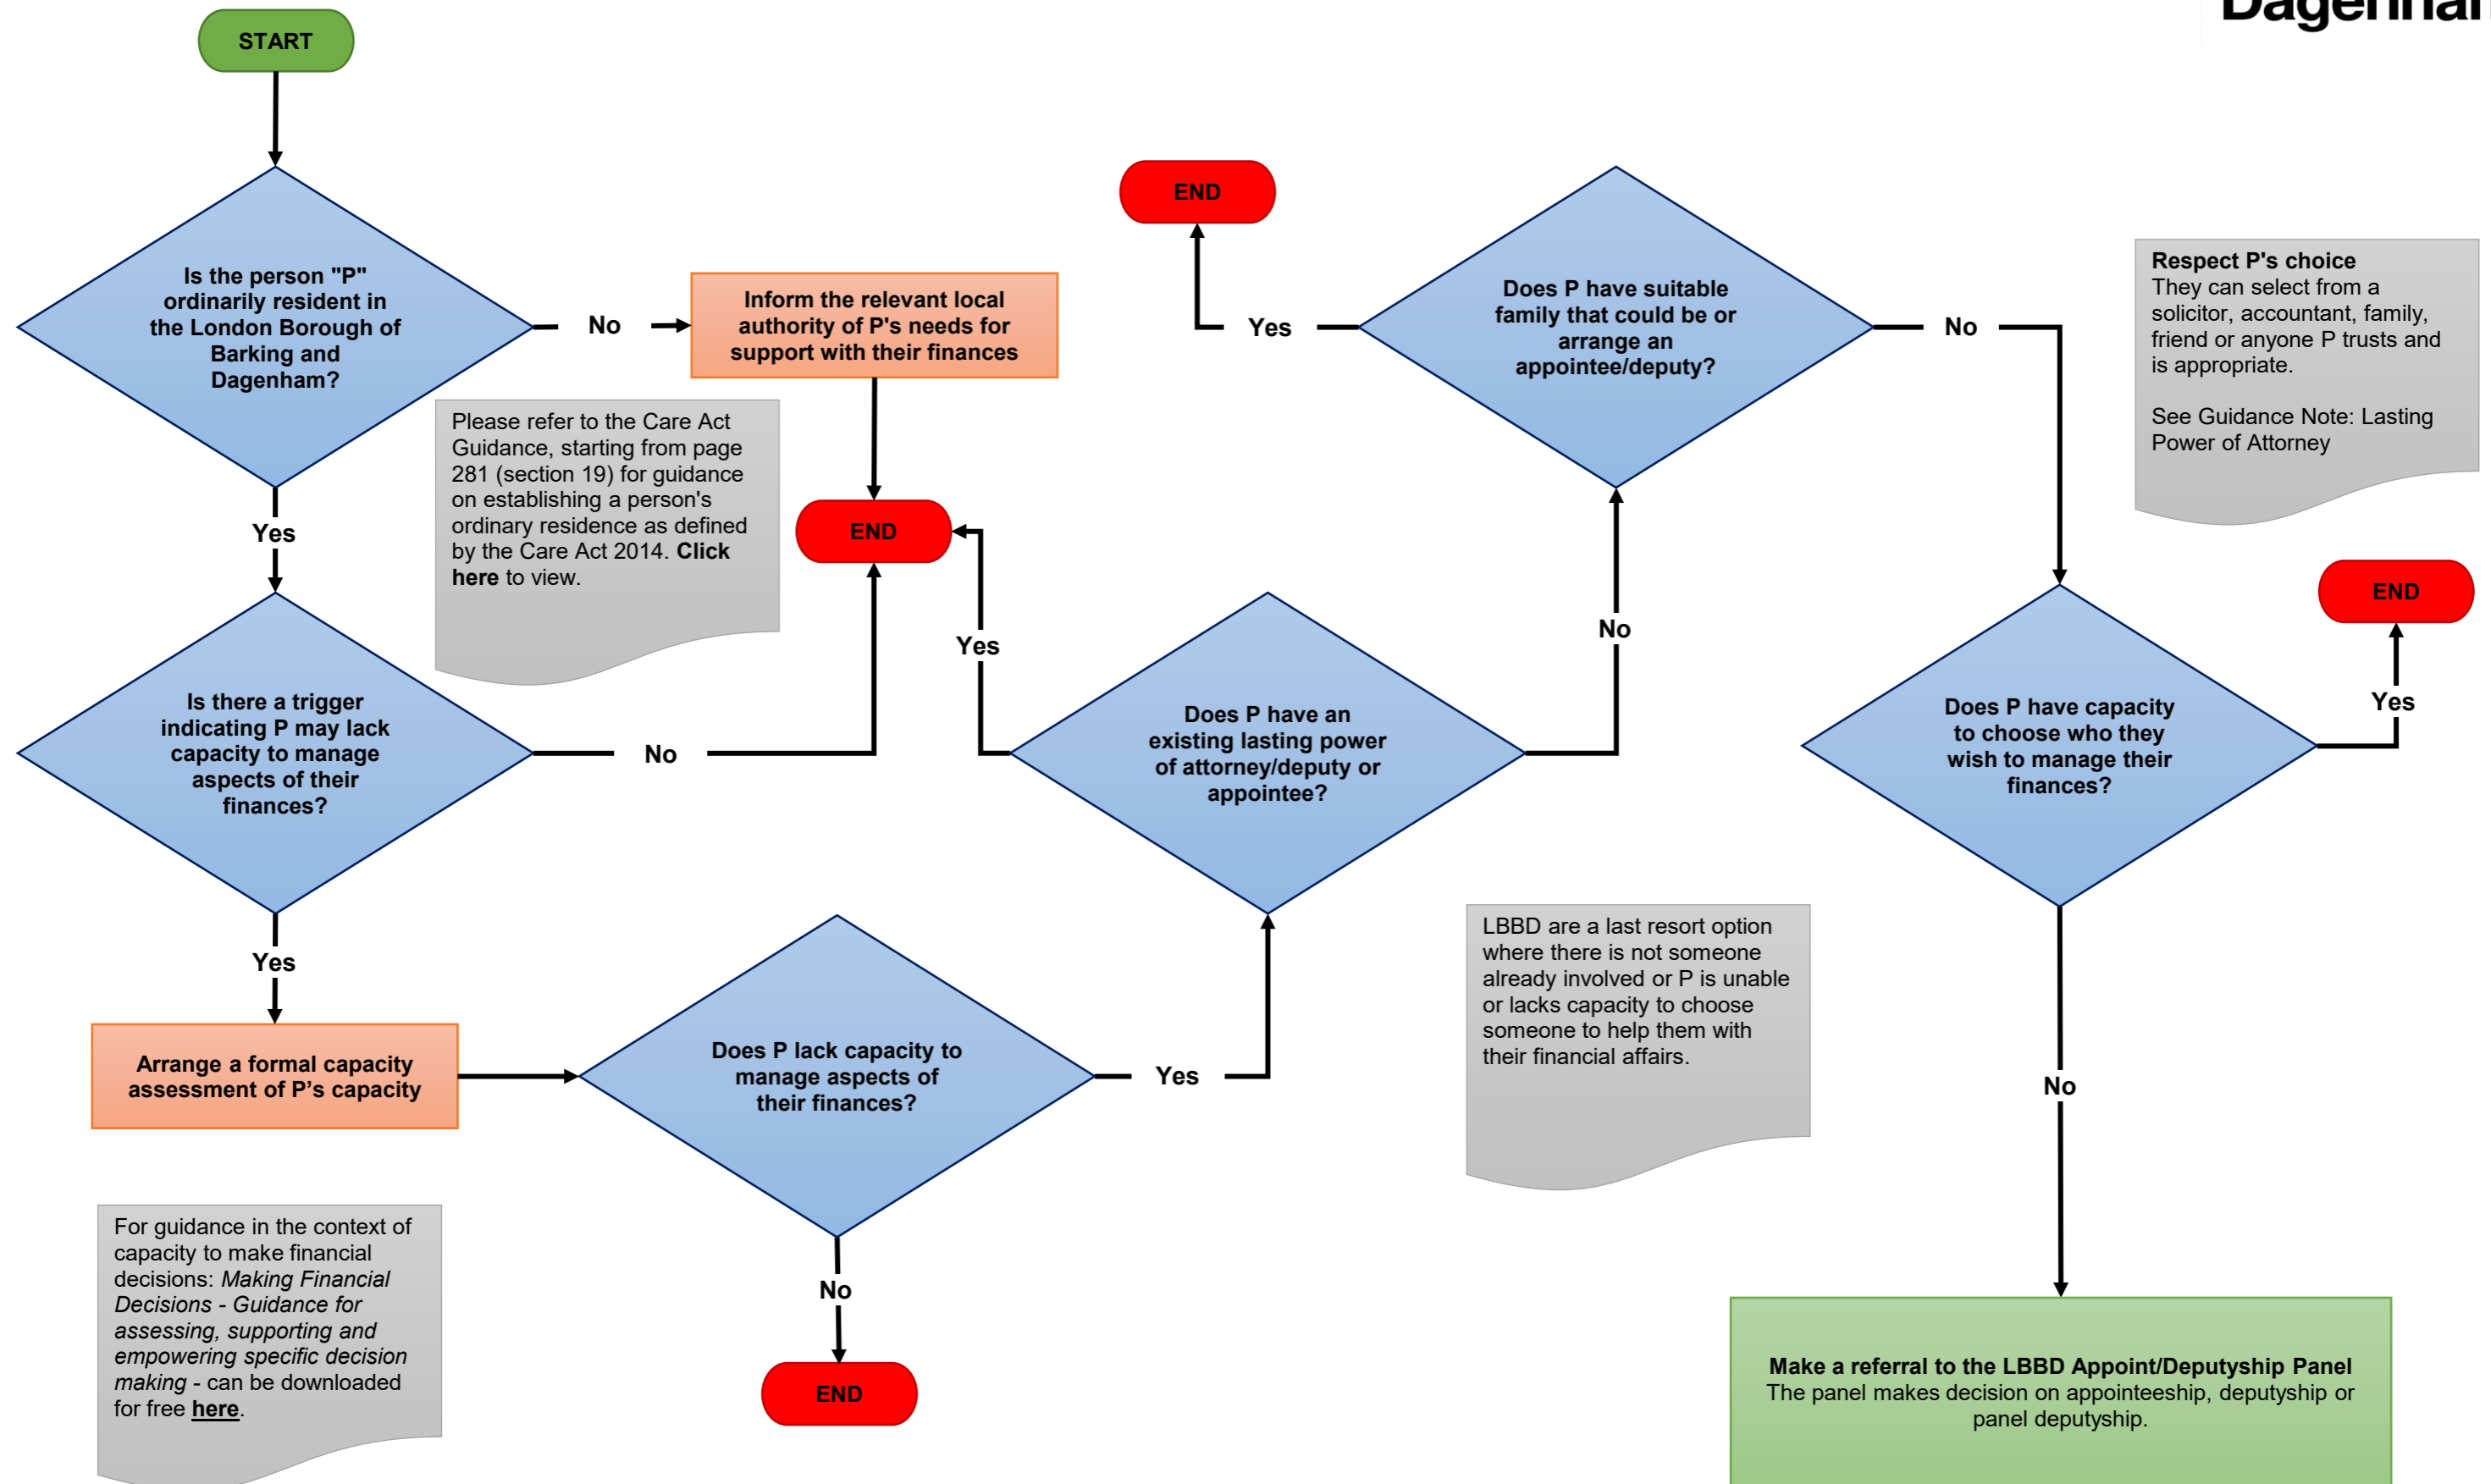 START
Is the person "P"
ordinarily resident in
the London Borough of
Barking and
Dagenham?
No
Inform the relevant local
authority of P's needs for
support with their finances
Please refer to the Care Act
Guidance, starting from page
281 (section 19) for guidance
on establishing a person's
ordinary residence as defined
by the Care Act 2014. Click
here to view.
END
Yes
Is there a trigger
indicating P may lack
capacity to manage
aspects of their
finances?
No
Yes
Arrange a formal capacity
assessment of P’s capacity
For guidance in the context of
capacity to make financial
decisions: Making Financial
Decisions - Guidance for
assessing, supporting and
empowering specific decision
making - can be downloaded
for free here.
Does P lack capacity to
manage aspects of
their finances?
No
END
Yes
Does P have an
existing lasting power
of attorney/deputy or
appointee?
Yes
No
Does P have suitable
family that could be or
arrange an
appointee/deputy?
Yes
END
No
Respect P's choice
They can select from a
solicitor, accountant, family,
friend or anyone P trusts and
is appropriate.
See Guidance Note: Lasting
Power of Attorney
Does P have capacity
to choose who they
wish to manage their
finances?
Yes
END
LBBD are a last resort option
where there is not someone
already involved or P is unable
or lacks capacity to choose
someone to help them with
their financial affairs.
No
Make a referral to the LBBD Appoint/Deputyship Panel
The panel makes decision on appointeeship, deputyship or
panel deputyship.